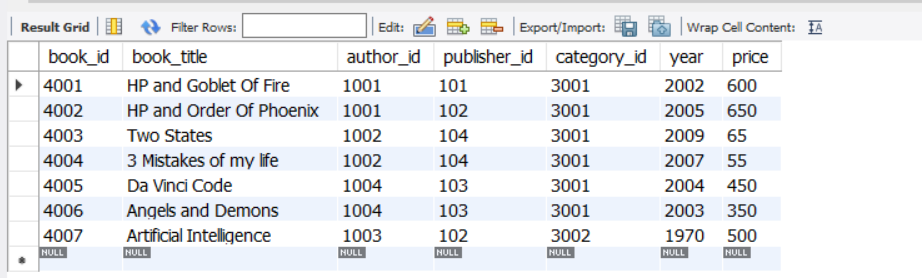 Result Grid Filter Rows: Edit: Export/Import: Wrap Cell Content:
book_id book_title author_id publisher_id category_id year price
4001 HP and Goblet Of Fire 1001 101 3001 2002 600
4002 HP and Order Of Phoenix 1001 102 3001 2005 650
4003 Two States 1002 104 3001 2009 65
4004 3 Mistakes of my life 1002 104 3001 2007 55
4005 Da Vinci Code 1004 103 3001 2004 450
4006 Angels and Demons 1004 103 3001 2003 350
4007 Artificial Intelligence 1003 102 3002 1970 500
NULL NULL NULL NULL NULL NULL NULL